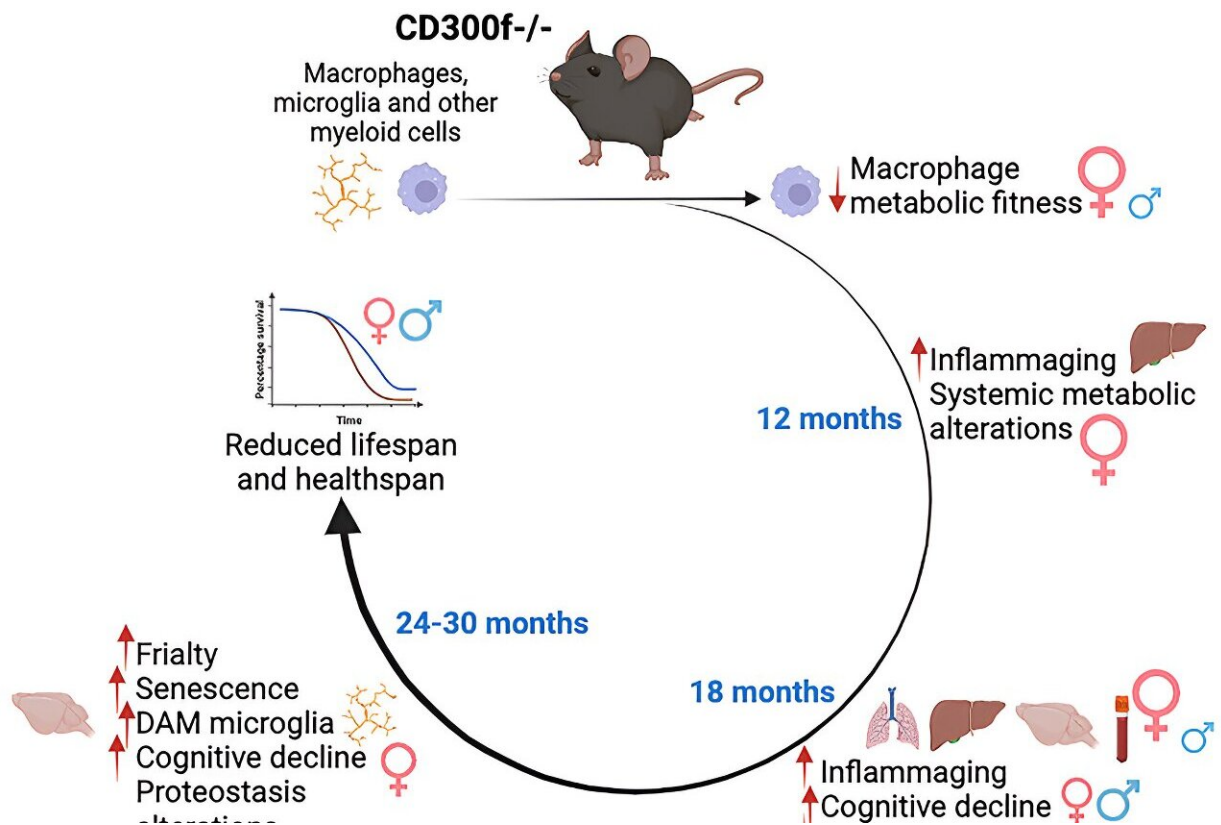 CD300f-/-
Macrophages,
microglia and other
myeloid cells
Macrophage
metabolic fitness
Percentage survival
Time
Reduced lifespan
and healthspan
Inflammaging
Systemic metabolic
alterations
12 months
24-30 months
18 months
Frialty
Senescence
DAM microglia
Cognitive decline
Proteostasis
alterations
Inflammaging
Cognitive decline